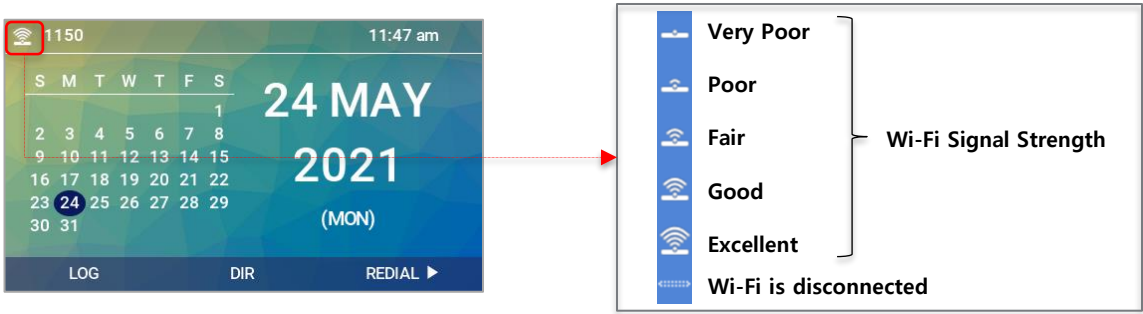 1150 11:47 am
S M T W T F S
1
2 3 4 5 6 7 8
9 10 11 12 13 14 15
16 17 18 19 20 21 22
23 24 25 26 27 28 29
30 31
24 MAY
2021
(MON)
LOG DIR REDIAL ▶
Very Poor
Poor
Fair
Good
Excellent
Wi-Fi Signal Strength
Wi-Fi is disconnected